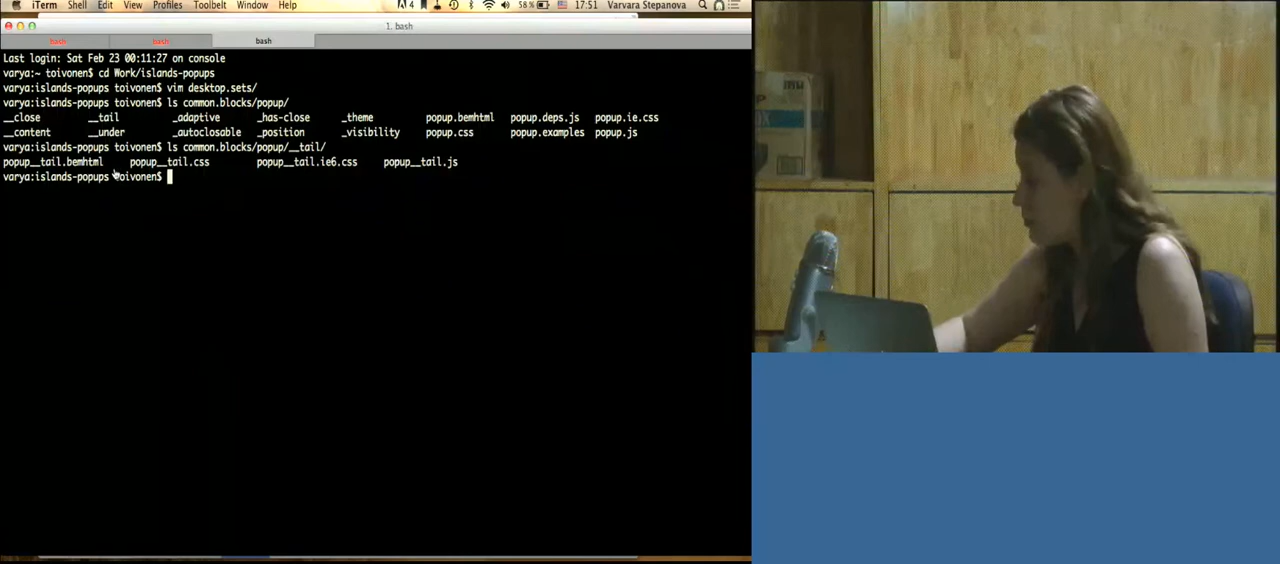 iTerm Shell Edit View Profiles Toolbelt Window Help 4 58% 17:51 Varvara Stepanova
1. bash
bash bash bash
Last login: Sat Feb 23 00:11:27 on console
varya:~ toivonen$ cd Work/islands-popups
varya:islands-popups toivonen$ vim desktop.sets/
varya:islands-popups toivonen$ ls common.blocks/popup/
__close __tail _adaptive _has-close _theme popup.bemhtml popup.deps.js popup.ie.css
__content __under _autoclosable _position _visibility popup.css popup.examples popup.js
varya:islands-popups toivonen$ ls common.blocks/popup/__tail/
popup__tail.bemhtml popup__tail.css popup__tail.ie6.css popup__tail.js
varya:islands-popups toivonen$